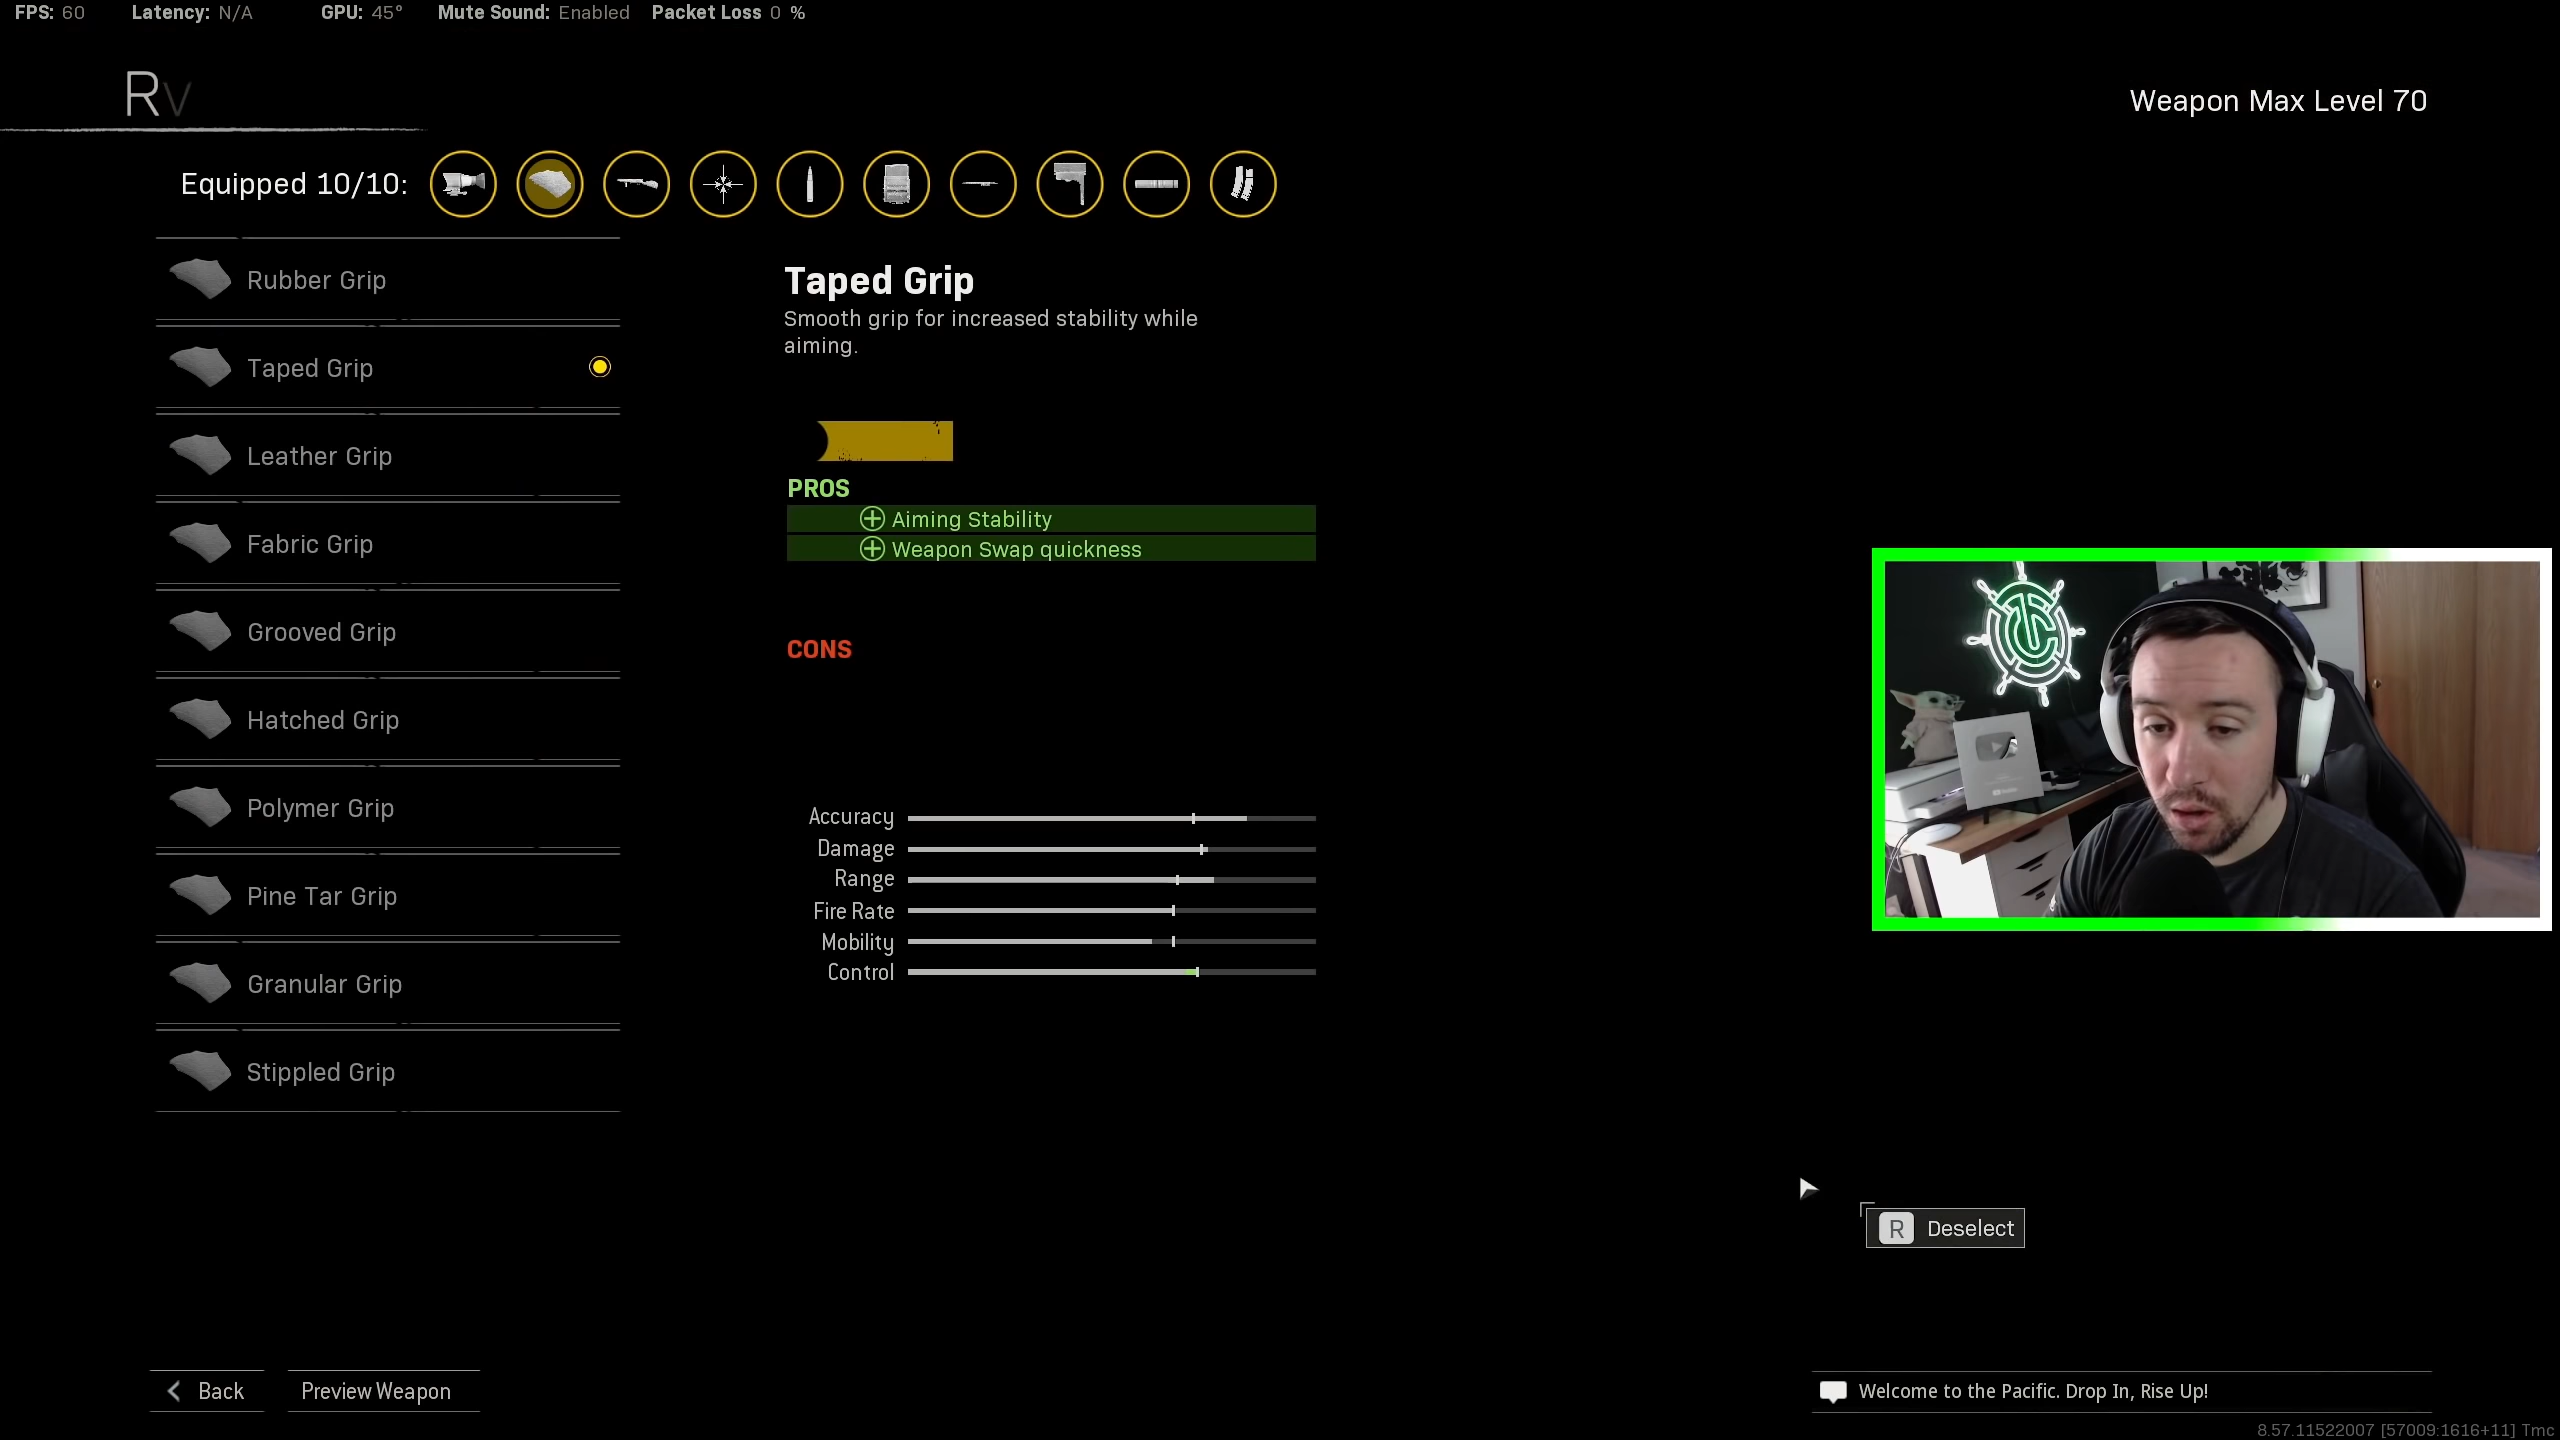 FPS: 60 Latency: N/A GPU: 45° Mute Sound: Enabled Packet Loss 0 %
Rv
Weapon Max Level 70
Equipped 10/10:
Rubber Grip
Taped Grip
Leather Grip
Fabric Grip
Grooved Grip
Hatched Grip
Polymer Grip
Pine Tar Grip
Granular Grip
Stippled Grip
Taped Grip
Smooth grip for increased stability while
aiming.
PROS
Aiming Stability
Weapon Swap quickness
CONS
Accuracy
Damage
Range
Fire Rate
Mobility
Control
R Deselect
Back
Preview Weapon
Welcome to the Pacific. Drop In, Rise Up!
8.57.11522007 [57009:1616+11] Tmc